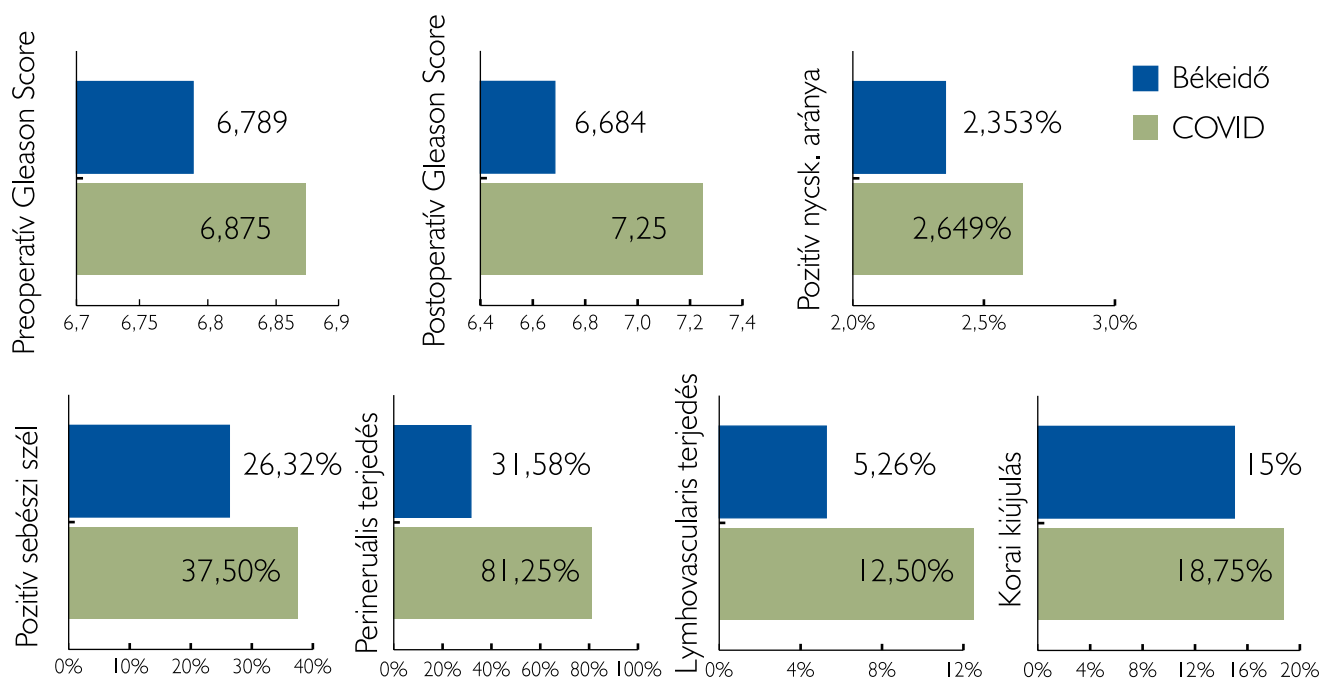 Preoperatív Gleason Score
6,789
6,875
6,7 6,75 6,8 6,85 6,9
Postoperatív Gleason Score
6,684
7,25
6,4 6,6 6,8 7,0 7,2 7,4
Pozitív nycsk. aránya
2,353%
2,649%
2,0% 2,5% 3,0%
Békeidő
COVID
Pozitív sebészi szél
26,32%
37,50%
0% 10% 20% 30% 40%
Perineruális terjedés
31,58%
81,25%
0% 20% 40% 60% 80% 100%
Lymhovascularis terjedés
5,26%
12,50%
0% 4% 8% 12%
Korai kiújulás
15%
18,75%
0% 4% 8% 12% 16% 20%